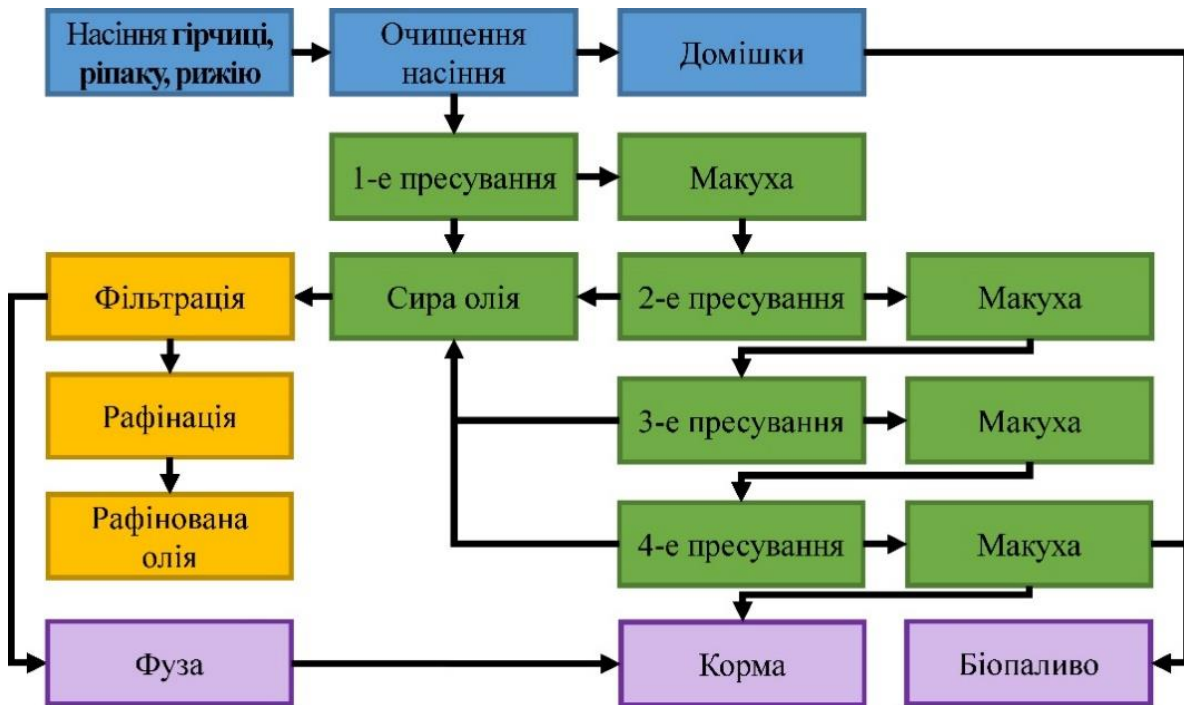 Насіння гірчиці,
ріпаку, рижію
Очищення
насіння
Домішки
1-е пресування
Макуха
Фільтрація
Сира олія
2-е пресування
Макуха
Рафінація
3-е пресування
Макуха
Рафінована
олія
4-е пресування
Макуха
Фуза
Корма
Біопаливо